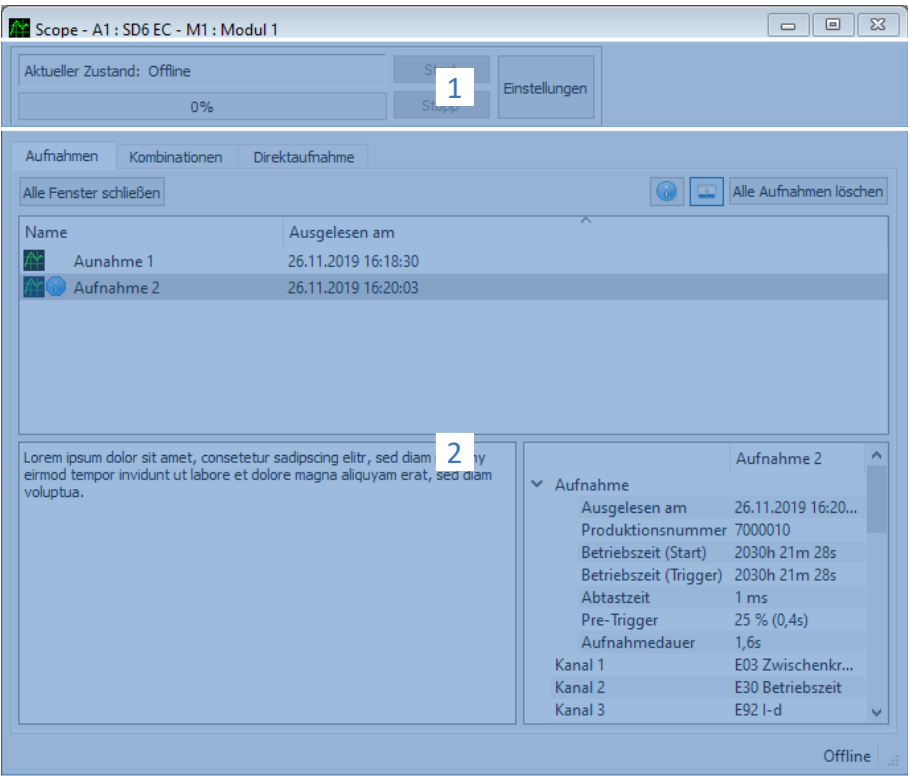 Scope - A1 : SD6 EC - M1 : Modul 1
Aktueller Zustand: Offline
1
Einstellungen
0%
Aufnahmen Kombinationen Direktaufnahme
Alle Fenster schließen Alle Aufnahmen löschen
Name Ausgelesen am
Aunahme 1 26.11.2019 16:18:30
Aufnahme 2 26.11.2019 16:20:03
2
Lorem ipsum dolor sit amet, consetetur sadipscing elitr, sed diam
eirmod tempor invidunt ut labore et dolore magna aliquyam erat, sed diam
voluptua.
Aufnahme 2
Aufnahme
Ausgelesen am 26.11.2019 16:20...
Produktionsnummer 7000010
Betriebszeit (Start) 2030h 21m 28s
Betriebszeit (Trigger) 2030h 21m 28s
Abtastzeit 1 ms
Pre-Trigger 25 % (0,4s)
Aufnahmedauer 1,6s
Kanal 1 E03 Zwischenkr...
Kanal 2 E30 Betriebszeit
Kanal 3 E92 I-d
Offline